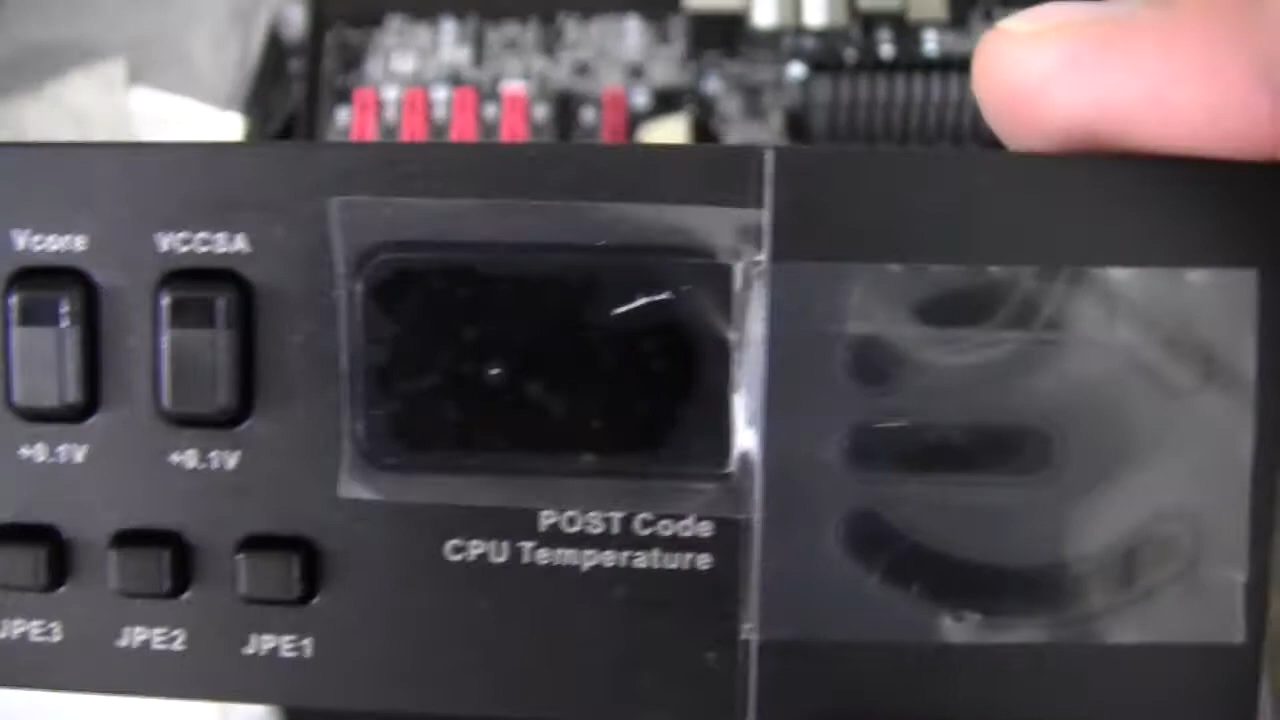 Vcore VCCSA
+0.1V +0.1V
POST Code
CPU Temperature
JPE3 JPE2 JPE1